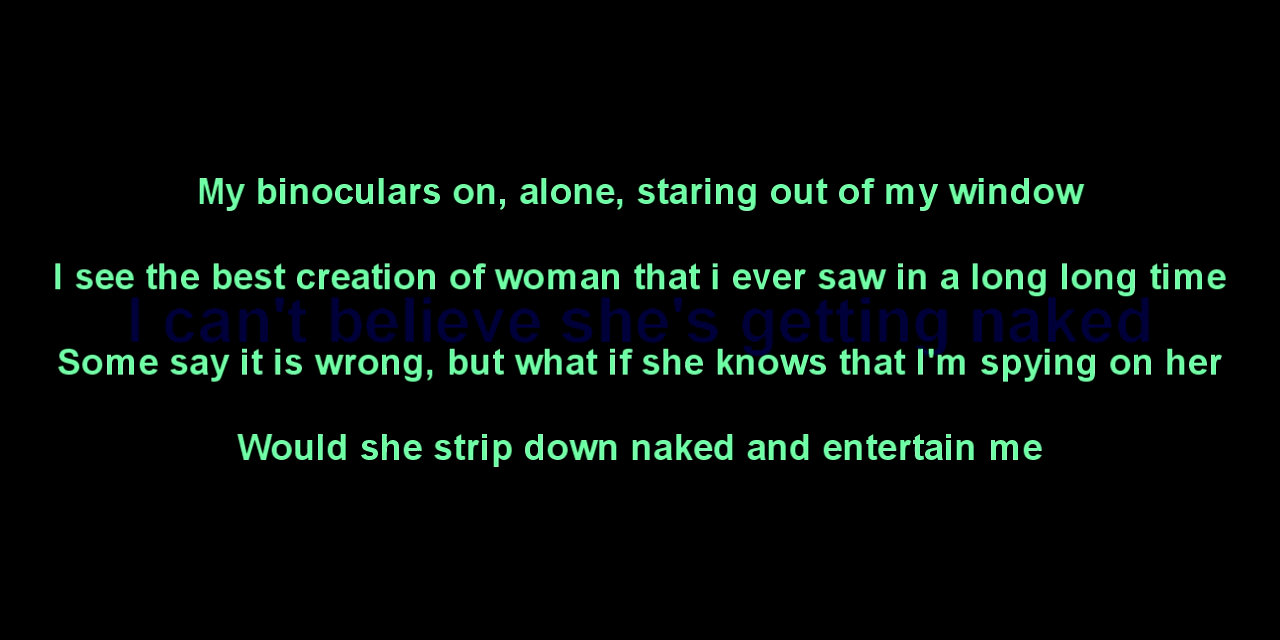 My binoculars on, alone, staring out of my window
I see the best creation of woman that i ever saw in a long long time
I can't believe she's getting naked
Some say it is wrong, but what if she knows that I'm spying on her
Would she strip down naked and entertain me